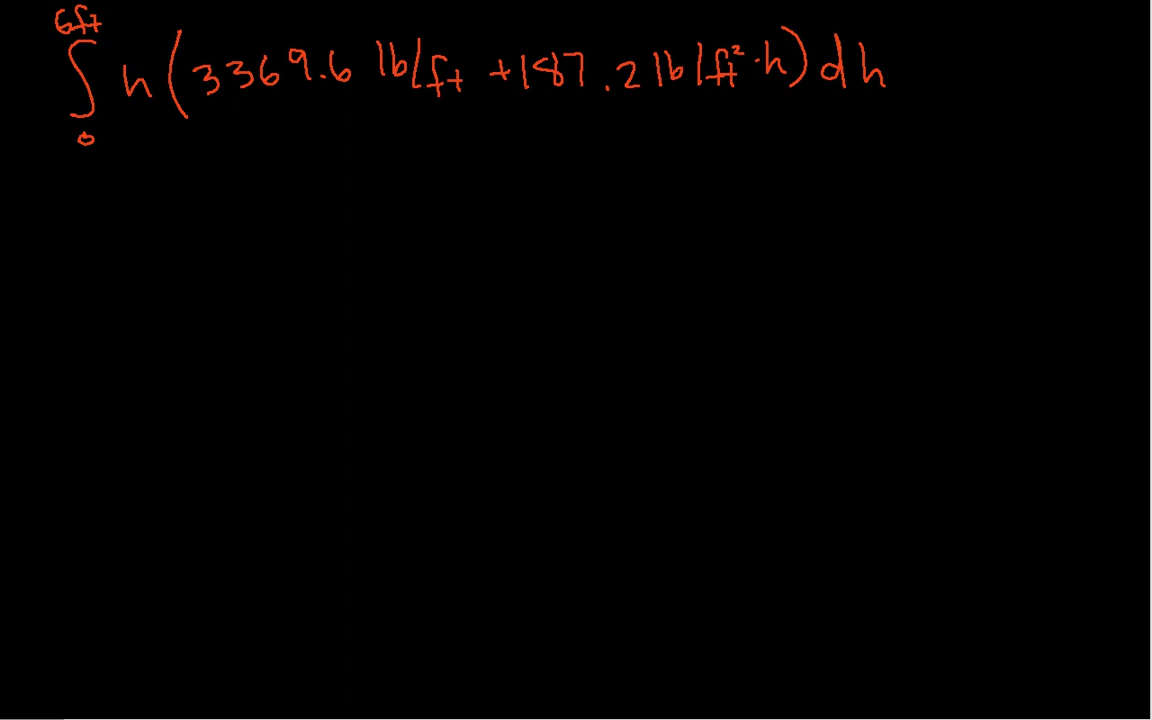 6ft
∫ h(3369.6 lb/ft + 187.2 lb/ft² · h) dh
0